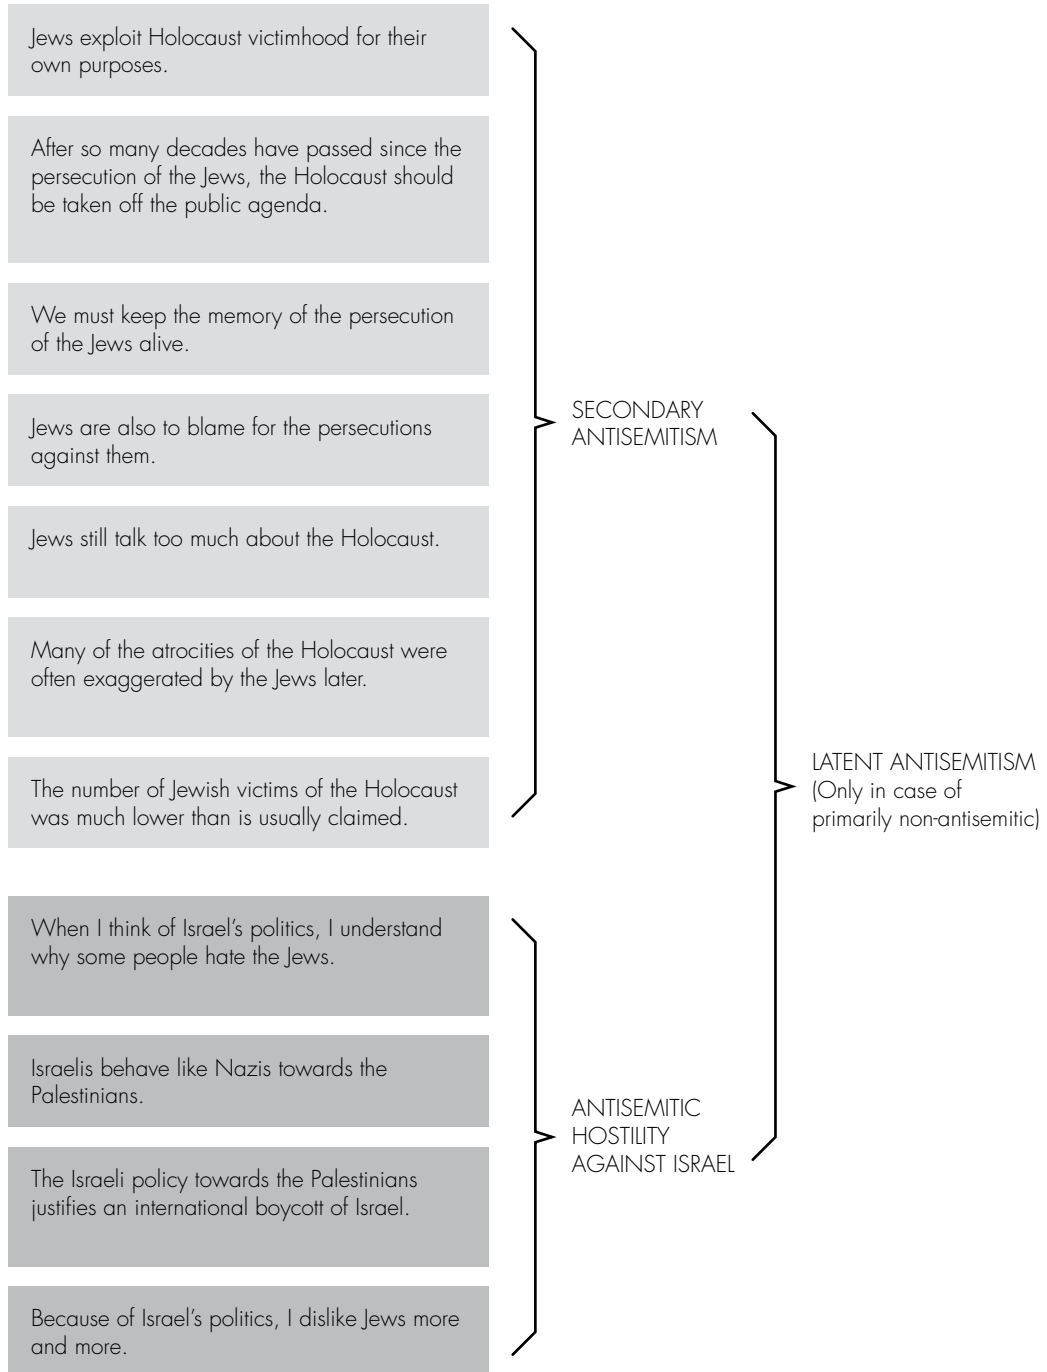 Jews exploit Holocaust victimhood for their
own purposes.
After so many decades have passed since the
persecution of the Jews, the Holocaust should
be taken off the public agenda.
We must keep the memory of the persecution
of the Jews alive.
Jews are also to blame for the persecutions
against them.
Jews still talk too much about the Holocaust.
Many of the atrocities of the Holocaust were
often exaggerated by the Jews later.
The number of Jewish victims of the Holocaust
was much lower than is usually claimed.
SECONDARY
ANTISEMITISM
When I think of Israel’s politics, I understand
why some people hate the Jews.
Israelis behave like Nazis towards the
Palestinians.
The Israeli policy towards the Palestinians
justifies an international boycott of Israel.
Because of Israel’s politics, I dislike Jews more
and more.
ANTISEMITIC
HOSTILITY
AGAINST ISRAEL
LATENT ANTISEMITISM
(Only in case of
primarily non-antisemitic)